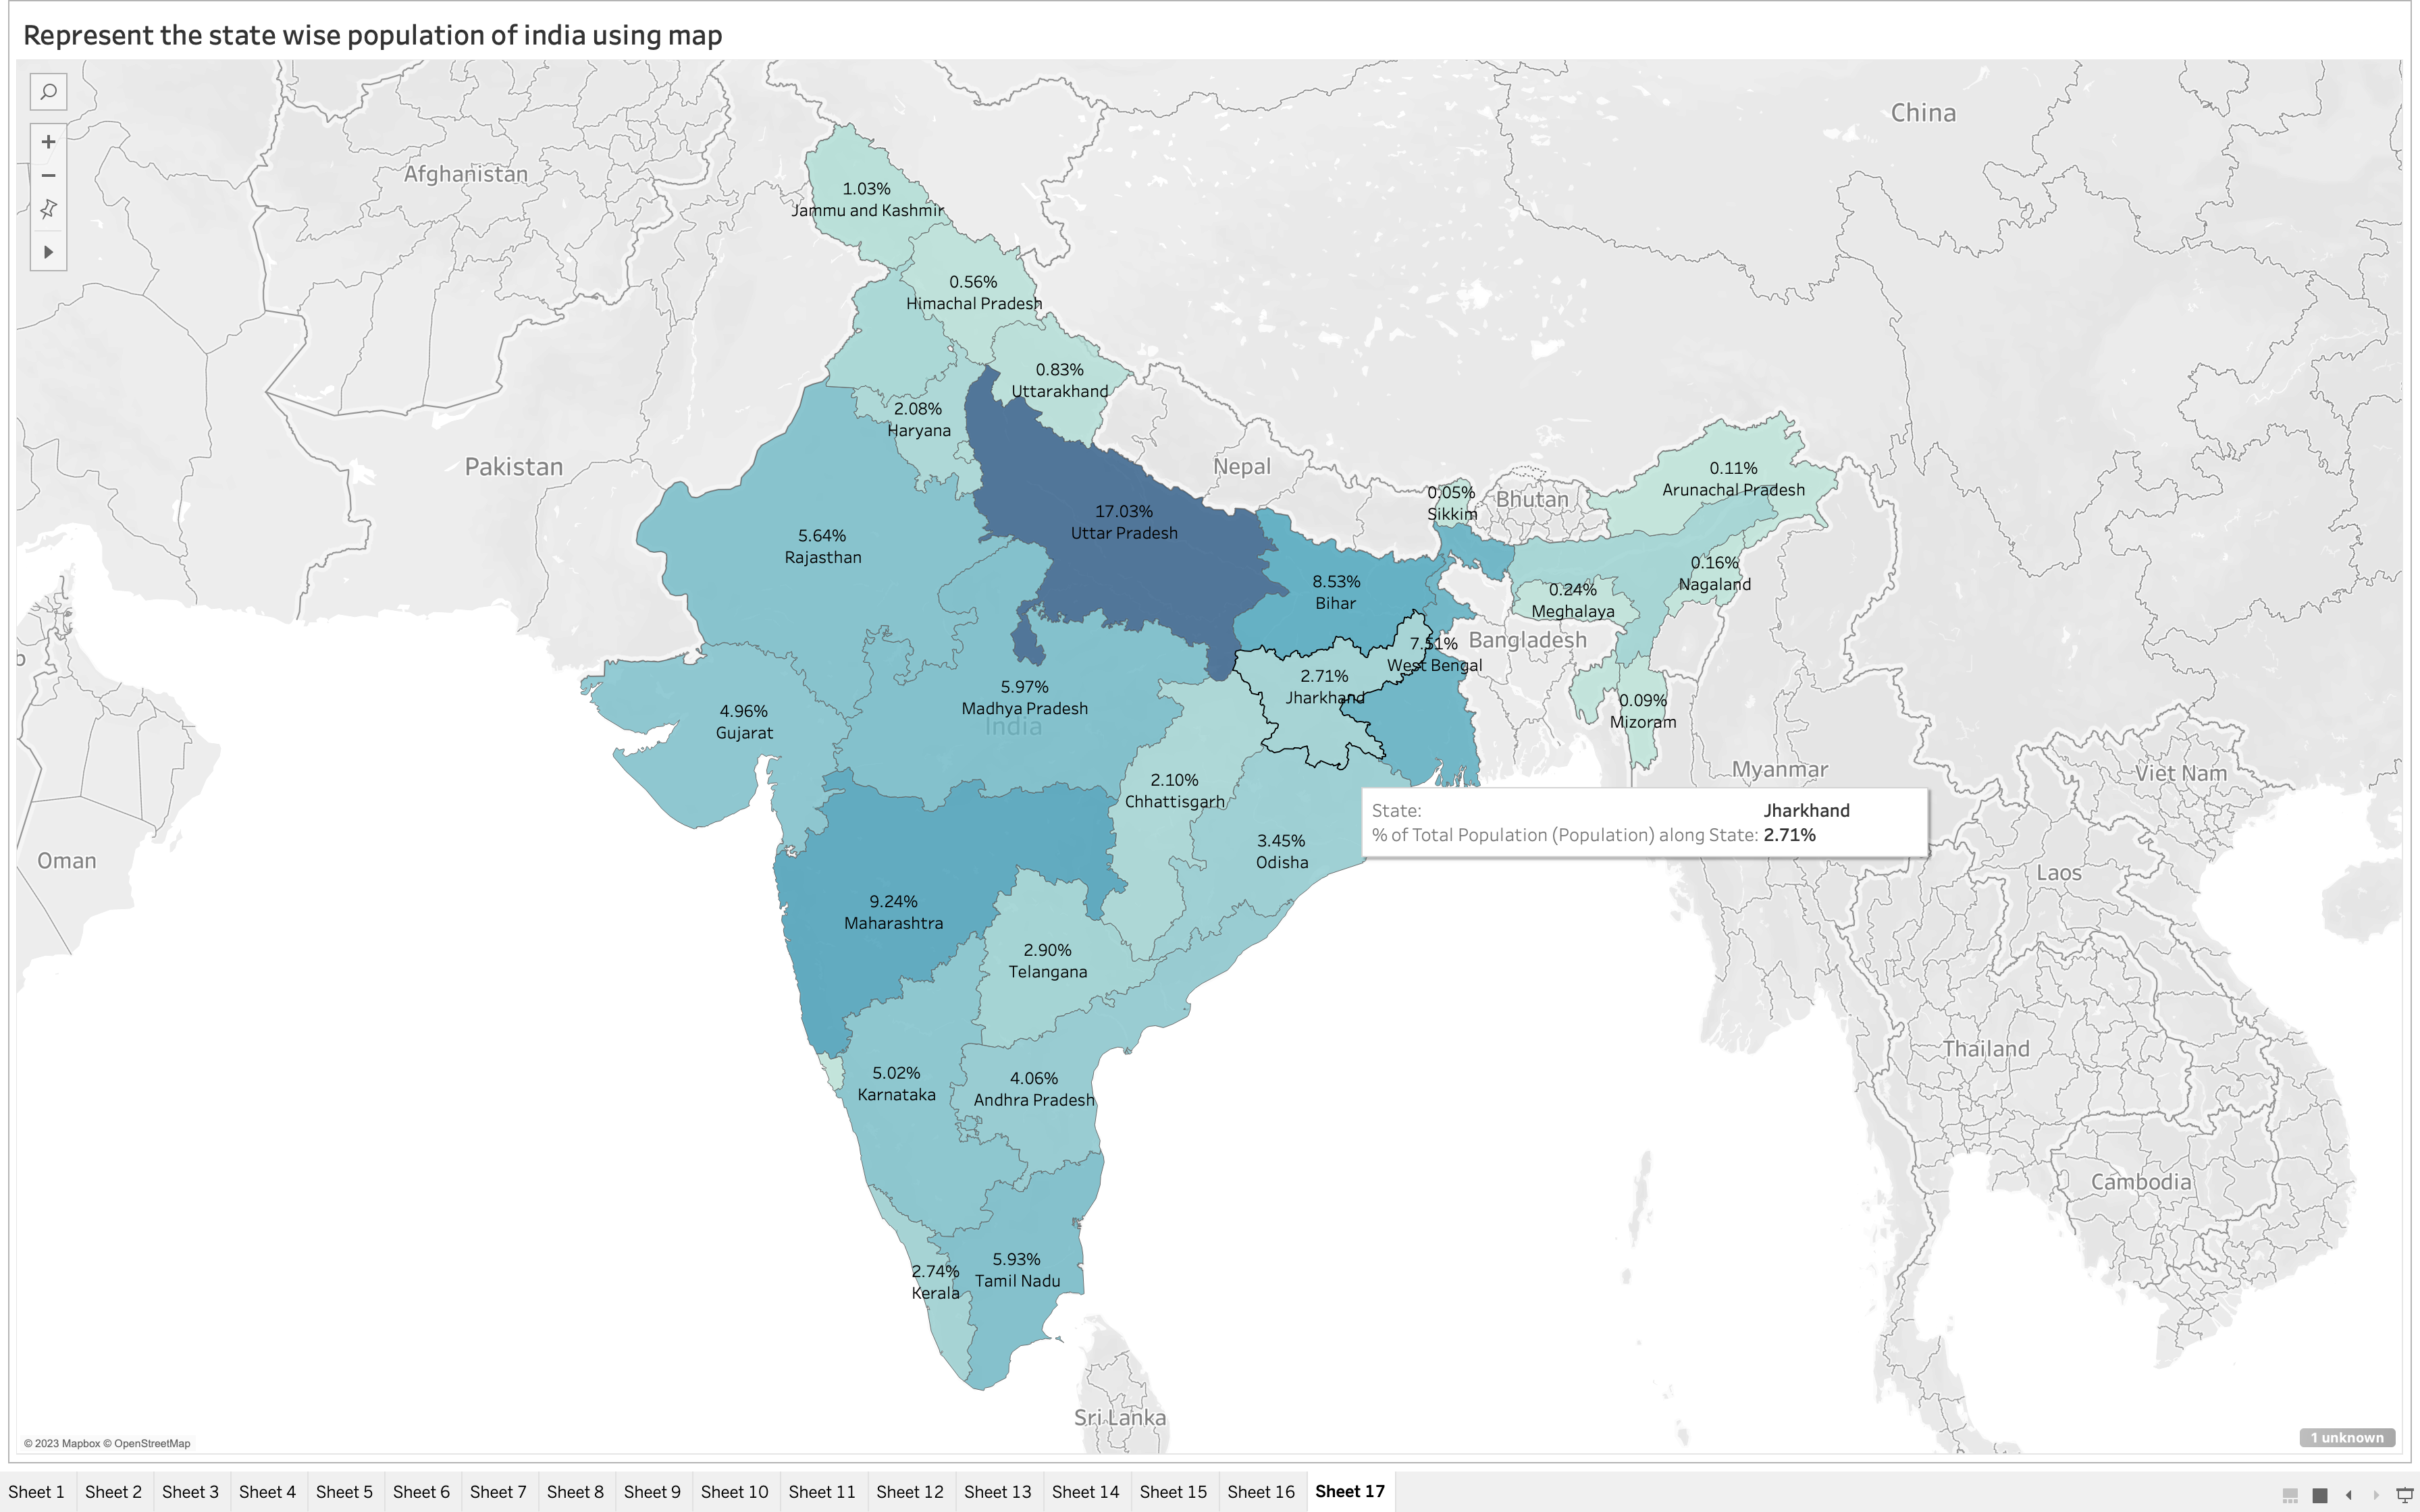 Represent the state wise population of india using map
China
Afghanistan
1.03%
Jammu and Kashmir
0.56%
Himachal Pradesh
0.83%
Uttarakhand
2.08%
Haryana
Pakistan
Nepal
0.11%
Arunachal Pradesh
0.05%
Sikkim
Bhutan
17.03%
Uttar Pradesh
5.64%
Rajasthan
0.16%
Nagaland
8.53%
Bihar
0.24%
Meghalaya
Bangladesh
7.51%
West Bengal
2.71%
Jharkhand
5.97%
Madhya Pradesh
India
4.96%
Gujarat
0.09%
Mizoram
Myanmar
Viet Nam
2.10%
Chhattisgarh
State: Jharkhand
% of Total Population (Population) along State: 2.71%
3.45%
Odisha
Oman
Laos
9.24%
Maharashtra
2.90%
Telangana
Thailand
5.02%
Karnataka
4.06%
Andhra Pradesh
Cambodia
5.93%
Tamil Nadu
2.74%
Kerala
Sri Lanka
© 2023 Mapbox © OpenStreetMap
1 unknown
Sheet 1 Sheet 2 Sheet 3 Sheet 4 Sheet 5 Sheet 6 Sheet 7 Sheet 8 Sheet 9 Sheet 10 Sheet 11 Sheet 12 Sheet 13 Sheet 14 Sheet 15 Sheet 16 Sheet 17